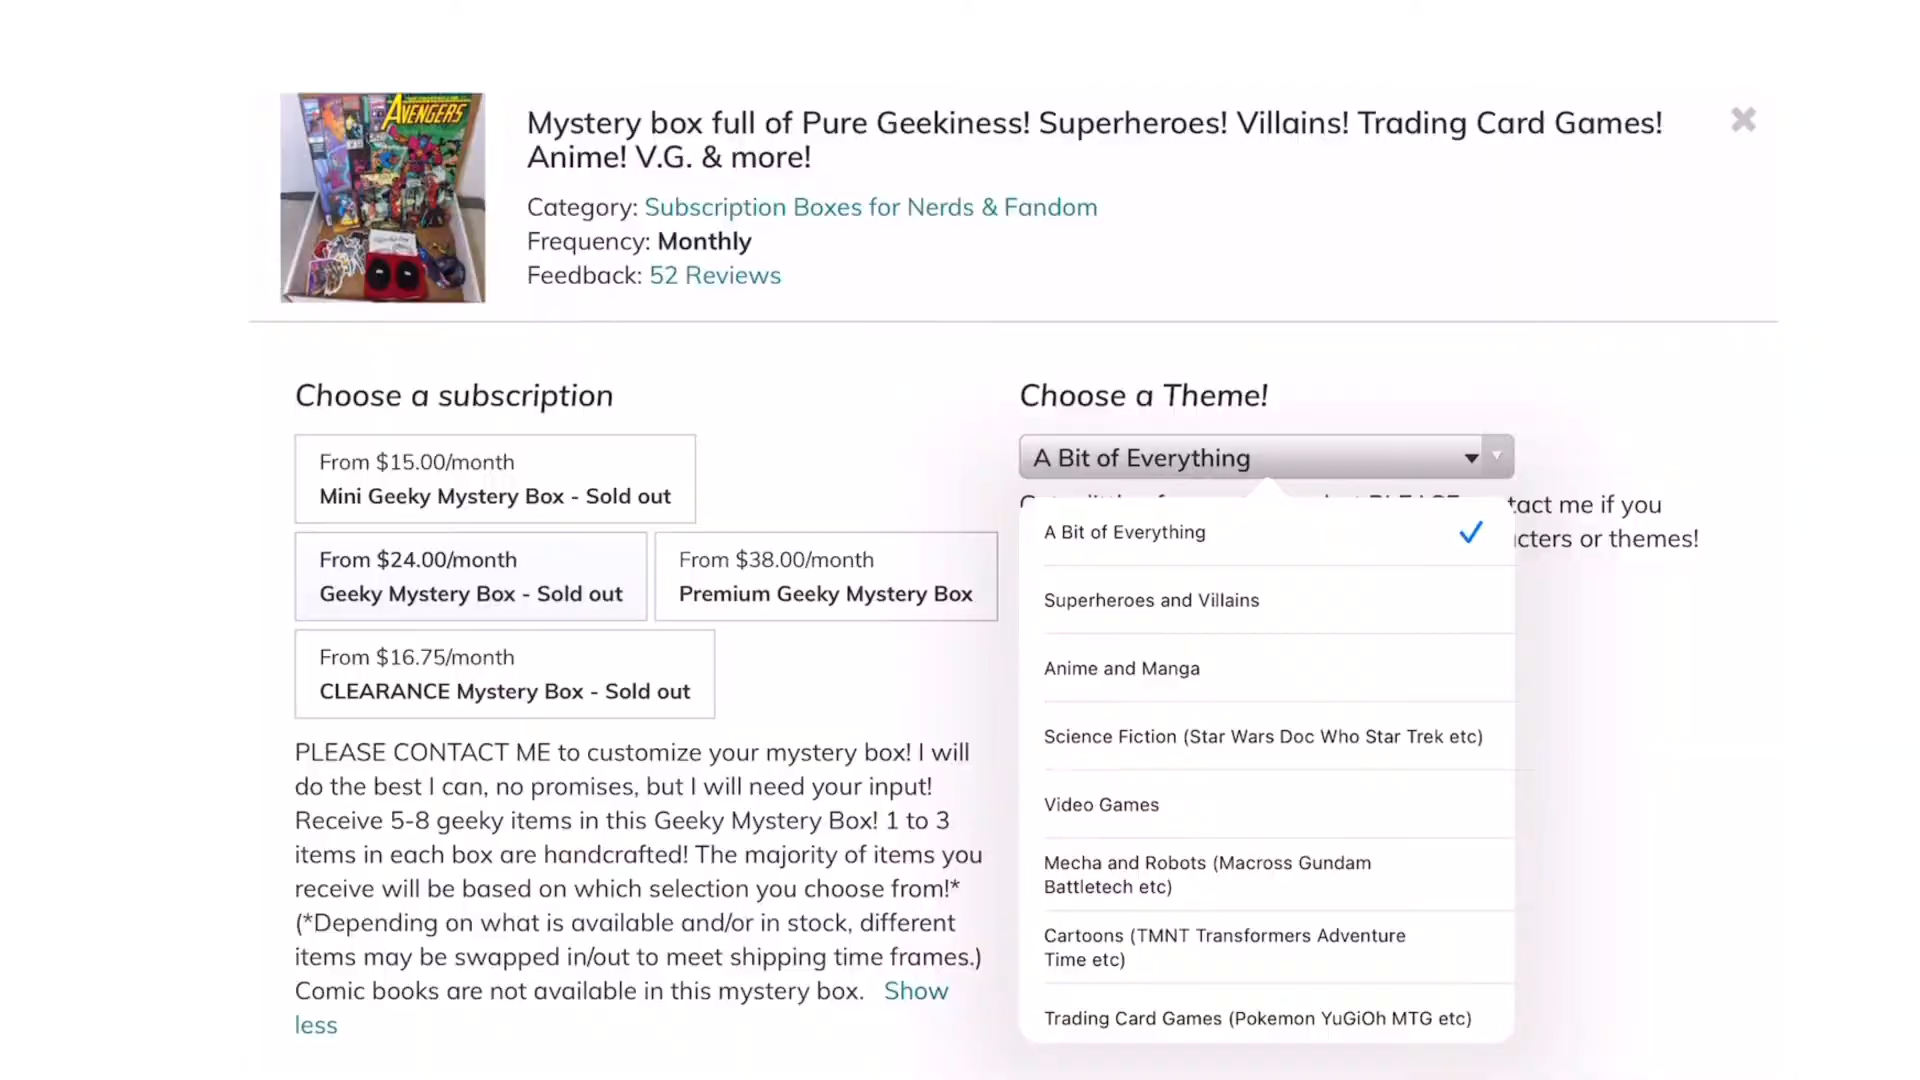 AVENGERS
Mystery box full of Pure Geekiness! Superheroes! Villains! Trading Card Games!
Anime! V.G. & more!
Category: Subscription Boxes for Nerds & Fandom
Frequency: Monthly
Feedback: 52 Reviews
Choose a subscription
From $15.00/month
Mini Geeky Mystery Box - Sold out
From $24.00/month
Geeky Mystery Box - Sold out
From $38.00/month
Premium Geeky Mystery Box
From $16.75/month
CLEARANCE Mystery Box - Sold out
PLEASE CONTACT ME to customize your mystery box! I will
do the best I can, no promises, but I will need your input!
Receive 5-8 geeky items in this Geeky Mystery Box! 1 to 3
items in each box are handcrafted! The majority of items you
receive will be based on which selection you choose from!*
(*Depending on what is available and/or in stock, different
items may be swapped in/out to meet shipping time frames.)
Comic books are not available in this mystery box. Show
less
Choose a Theme!
A Bit of Everything
tact me if you
cters or themes!
A Bit of Everything
Superheroes and Villains
Anime and Manga
Science Fiction (Star Wars Doc Who Star Trek etc)
Video Games
Mecha and Robots (Macross Gundam
Battletech etc)
Cartoons (TMNT Transformers Adventure
Time etc)
Trading Card Games (Pokemon YuGiOh MTG etc)